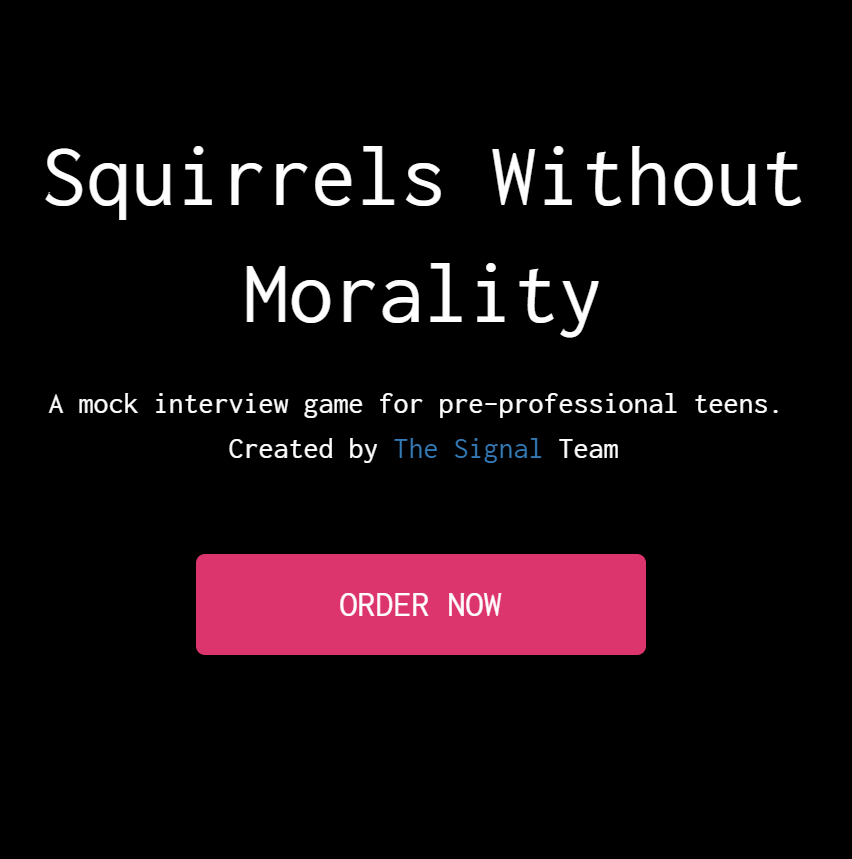 Squirrels Without
Morality
A mock interview game for pre-professional teens.
Created by The Signal Team
ORDER NOW